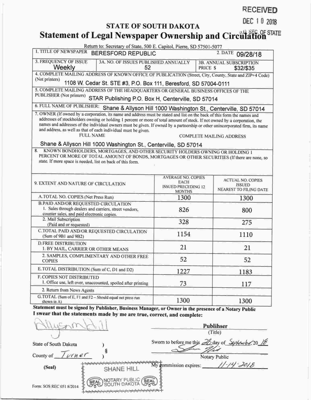 RECEIVED
DEC 10 2018
SD SEC. OF STATE
STATE OF SOUTH DAKOTA
Statement of Legal Newspaper Ownership and Circulation
Return to: Secretary of State, 500 E. Capitol, Pierre, SD 57501-5077
1. TITLE OF NEWSPAPER BERESFORD REPUBLIC 2. DATE 09/28/18
3. FREQUENCY OF ISSUE 3A. NO. OF ISSUES PUBLISHED ANNUALLY 3B. ANNUAL SUBSCRIPTION
Weekly 52 PRICE $ $32/$35
4. COMPLETE MAILING ADDRESS OF KNOWN OFFICE OF PUBLICATION (Street, City, County, State and ZIP+4 Code)
(Not printers) 1108 W Cedar St. STE #3, P.O. Box 111, Beresford, SD 57004-0111
5. COMPLETE MAILING ADDRESS OF THE HEADQUARTERS OR GENERAL BUSINESS OFFICES OF THE
PUBLISHER (Not printers) STAR Publishing P.O. Box H, Centerville, SD 57014
6. FULL NAME OF PUBLISHER: Shane & Allyson Hill 1000 Washington St., Centerville, SD 57014
7. OWNER (If owned by a corporation, its name and address must be stated and also on the back of this form the names and
addresses of stockholders owning or holding 1 percent or more of total amount of stock. If not owned by a corporation, the
names and addresses of the individual owners must be given. If owned by a partnership or other unincorporated firm, its name
and address, as well as that of each individual must be given.
FULL NAME COMPLETE MAILING ADDRESS
Shane & Allyson Hill 1000 Washington St., Centerville, SD 57014
8. KNOWN BONDHOLDERS, MORTGAGES, AND OTHER SECURITY HOLDERS OWNING OR HOLDING 1
PERCENT OR MORE OF TOTAL AMOUNT OF BONDS, MORTGAGES OR OTHER SECURITIES (If there are none, so
state. If more space is needed, list on back of this form.
9. EXTENT AND NATURE OF CIRCULATION
AVERAGE NO. COPIES
EACH
ISSUED PRECEDING 12
MONTHS
ACTUAL NO. COPIES
ISSUED
NEAREST TO FILING DATE
A. TOTAL NO. COPIES (Net Press Run) 1300 1300
B. PAID AND/OR REQUESTED CIRCULATION
1. Sales through dealers and carriers, street vendors,
counter sales, and paid electronic copies. 826 800
2. Mail Subscription
(Paid and/or requested) 328 275
C. TOTAL PAID AND/OR REQUESTED CIRCULATION
(Sum of 9B1 and 9B2) 1154 1110
D. FREE DISTRIBUTION
1. BY MAIL, CARRIER OR OTHER MEANS 21 21
2. SAMPLES, COMPLIMENTARY AND OTHER FREE
COPIES 52 52
E. TOTAL DISTRIBUTION (Sum of C, D1 and D2) 1227 1183
F. COPIES NOT DISTRIBUTED
1. Office use, left over, unaccounted, spoiled after printing 73 117
2. Return from News Agents
G. TOTAL (Sum of E, F1 and F2 – Should equal net press run
shown in A) 1300 1300
Statement must be signed by Publisher, Business Manager, or Owner in the presence of a Notary Public
I swear that the statements made by me are true, correct, and complete:
Allyson Hill Publisher
(Title)
State of South Dakota ) Sworn to before me this 28 day of September 20 18
) §
County of Turner )
Notary Public
(Seal) My commission expires: 11-14-2018
SHANE HILL
SEAL NOTARY PUBLIC SEAL
SOUTH DAKOTA
Form: SOS REC 051 8/2014